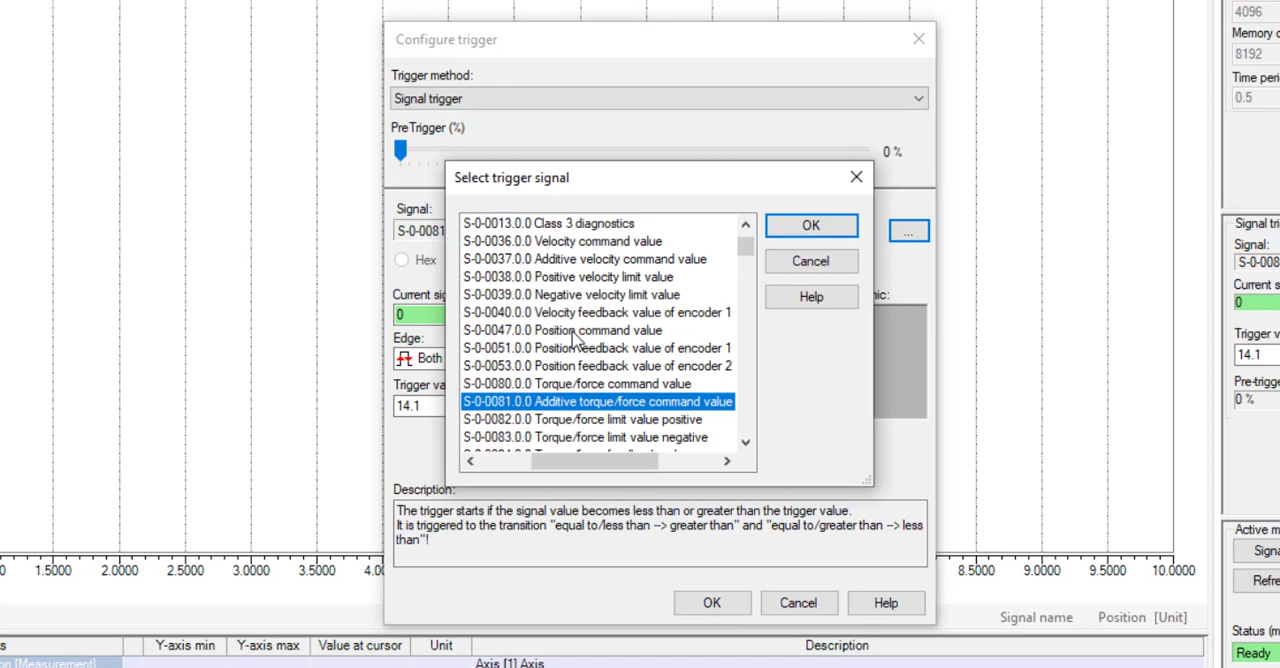 Configure trigger
Trigger method:
Signal trigger
Pre Trigger (%)
0 %
Select trigger signal
Signal:
S-0-0081
Hex
Current sig
0
Edge:
Both
Trigger va
14.1
S-0-0013.0.0 Class 3 diagnostics
S-0-0036.0.0 Velocity command value
S-0-0037.0.0 Additive velocity command value
S-0-0038.0.0 Positive velocity limit value
S-0-0039.0.0 Negative velocity limit value
S-0-0040.0.0 Velocity feedback value of encoder 1
S-0-0047.0.0 Position command value
S-0-0051.0.0 Position feedback value of encoder 1
S-0-0053.0.0 Position feedback value of encoder 2
S-0-0080.0.0 Torque/force command value
S-0-0081.0.0 Additive torque/force command value
S-0-0082.0.0 Torque/force limit value positive
S-0-0083.0.0 Torque/force limit value negative
OK
Cancel
Help
...
nic:
Description:
The trigger starts if the signal value becomes less than or greater than the trigger value.
It is triggered to the transition "equal to/less than --> greater than" and "equal to/greater than --> less
than"!
OK
Cancel
Help
0
1.5000
2.0000
2.5000
3.0000
3.5000
4.00
8.5000
9.0000
9.5000
10.0000
Signal name
Position
[Unit]
s
Y-axis min
Y-axis max
Value at cursor
Unit
Description
on [Measurement]
Axis [1] Axis
4096
Memory d
8192
Time peri
0.5
Signal tri
Signal:
S-0-008
Current s
0
Trigger v
14.1
Pre-trigge
0 %
Active m
Signa
Refre
Status (m
Ready